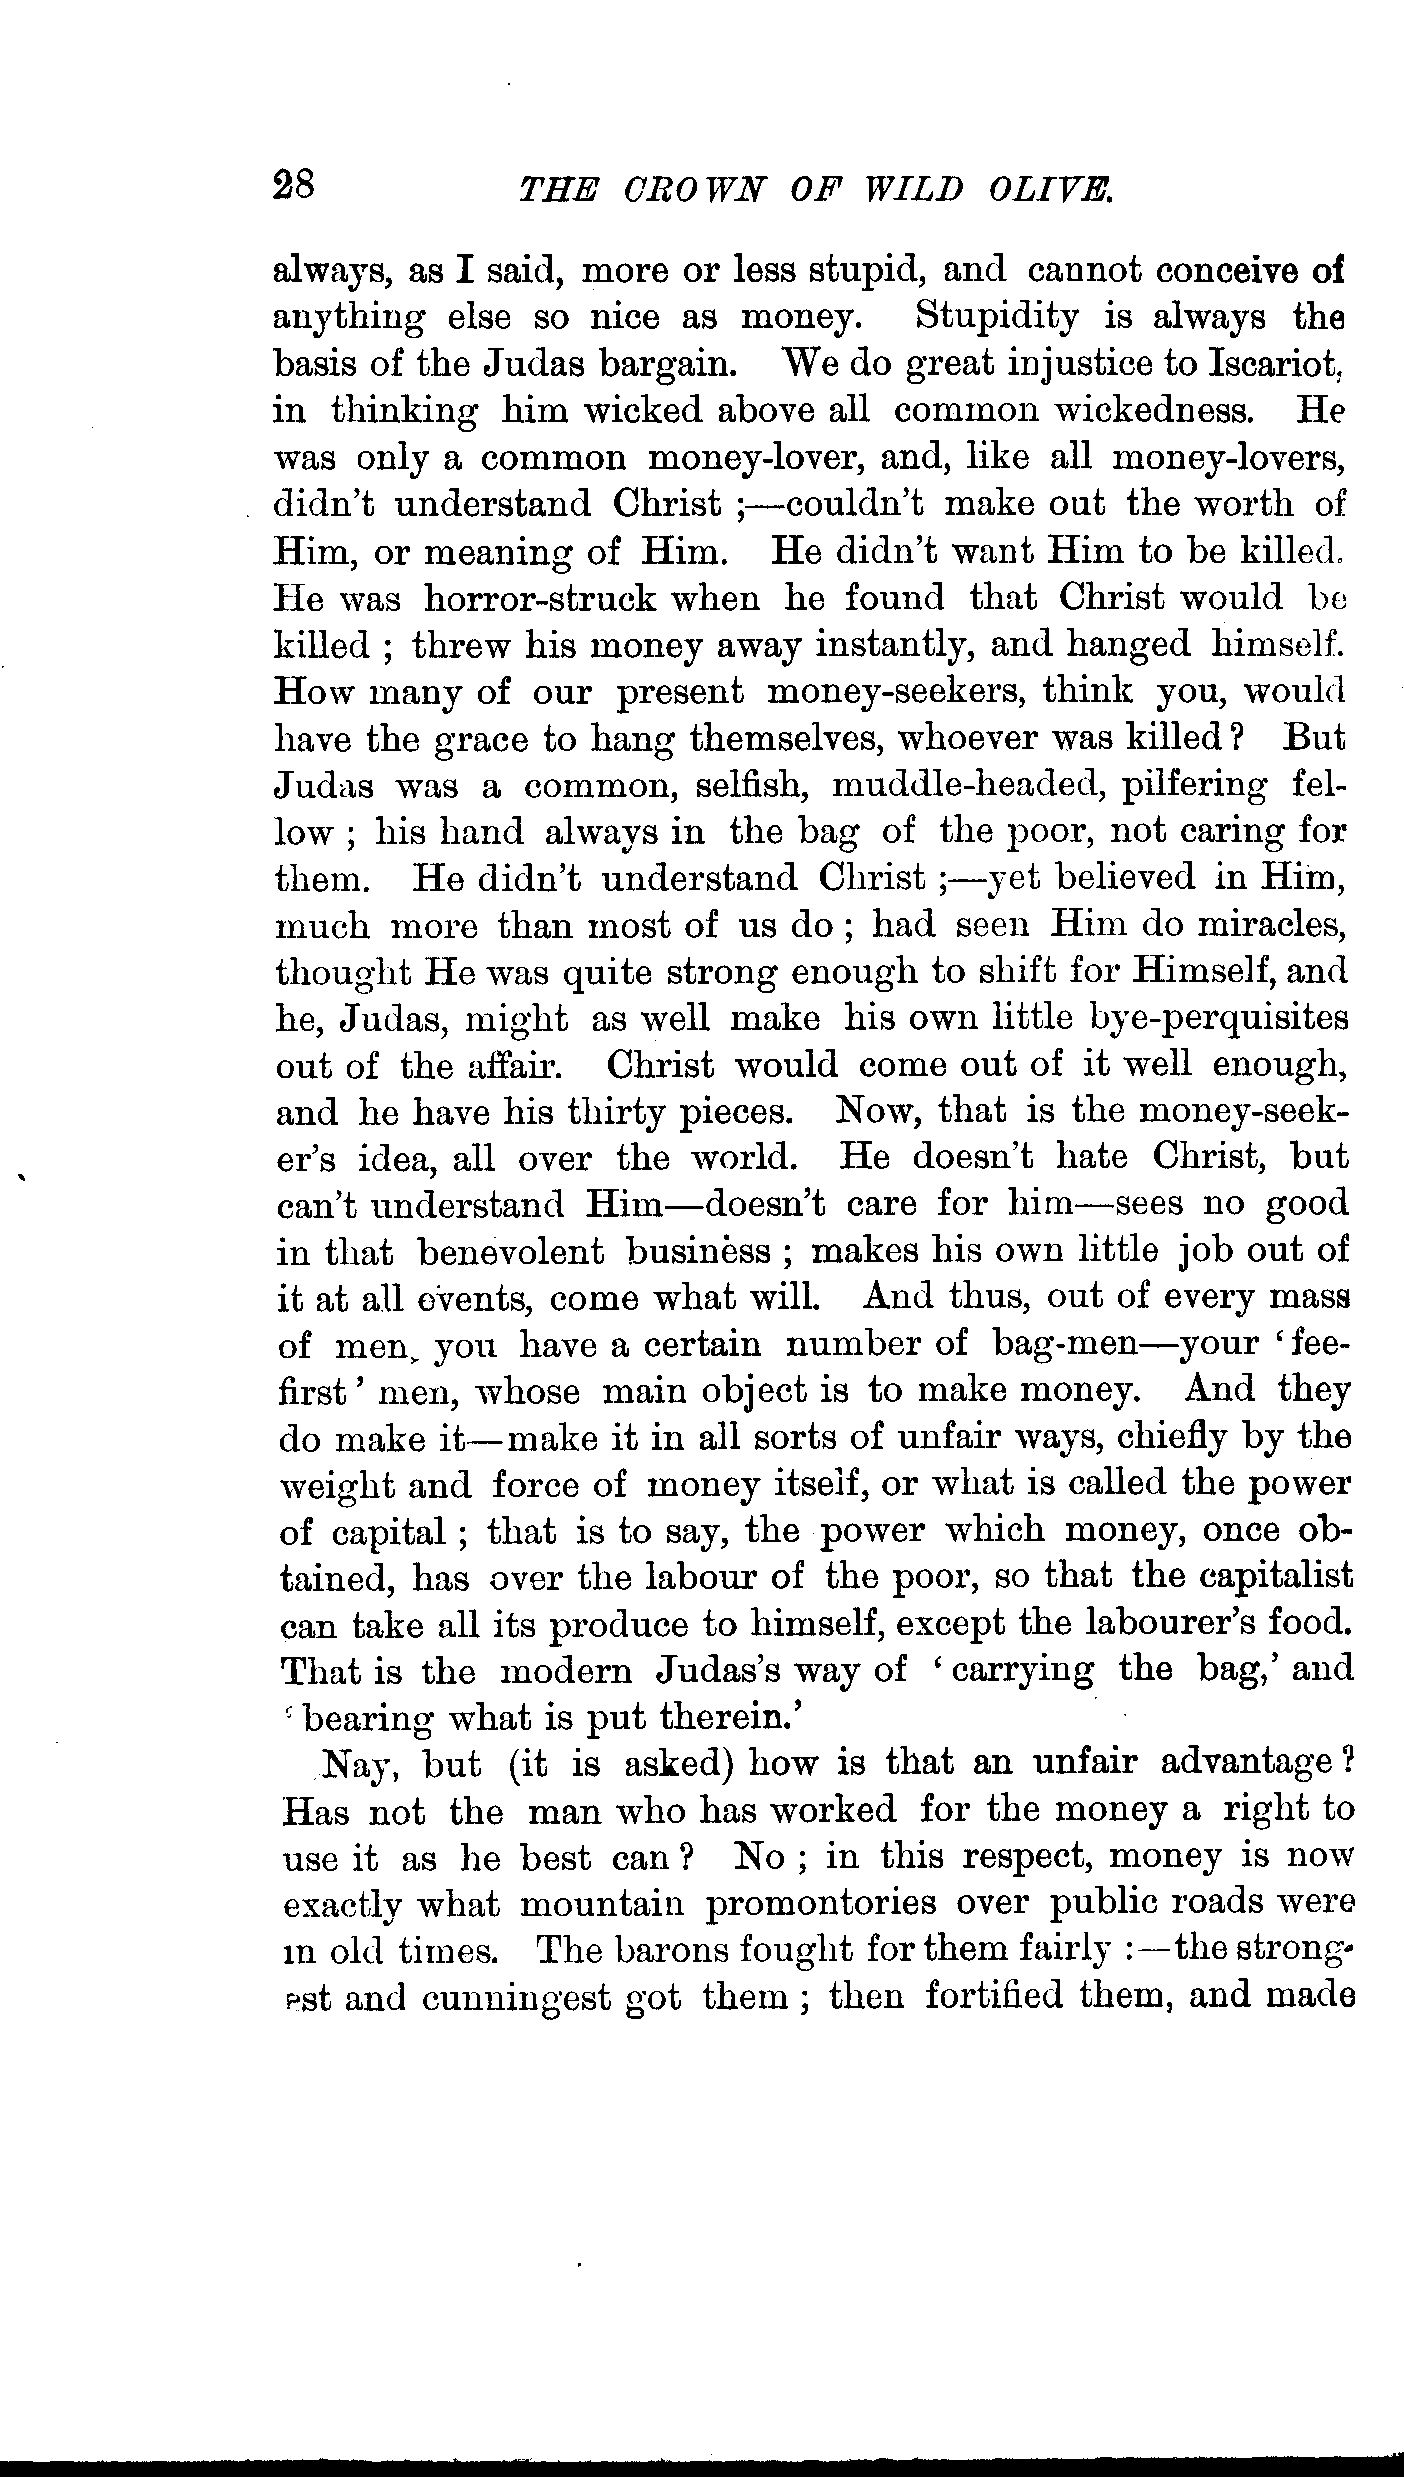 28 THE CROWN OF WILD OLIVE.
always, as I said, more or less stupid, and cannot conceive of
anything else so nice as money. Stupidity is always the
basis of the Judas bargain. We do great injustice to Iscariot,
in thinking him wicked above all common wickedness. He
was only a common money-lover, and, like all money-lovers,
didn't understand Christ ;—couldn't make out the worth of
Him, or meaning of Him. He didn't want Him to be killed.
He was horror-struck when he found that Christ would be
killed ; threw his money away instantly, and hanged himself.
How many of our present money-seekers, think you, would
have the grace to hang themselves, whoever was killed ? But
Judas was a common, selfish, muddle-headed, pilfering fel-
low ; his hand always in the bag of the poor, not caring for
them. He didn't understand Christ ;—yet believed in Him,
much more than most of us do ; had seen Him do miracles,
thought He was quite strong enough to shift for Himself, and
he, Judas, might as well make his own little bye-perquisites
out of the affair. Christ would come out of it well enough,
and he have his thirty pieces. Now, that is the money-seek-
er's idea, all over the world. He doesn't hate Christ, but
can't understand Him—doesn't care for him—sees no good
in that benevolent business ; makes his own little job out of
it at all events, come what will. And thus, out of every mass
of men, you have a certain number of bag-men—your ‘fee-
first’ men, whose main object is to make money. And they
do make it—make it in all sorts of unfair ways, chiefly by the
weight and force of money itself, or what is called the power
of capital ; that is to say, the power which money, once ob-
tained, has over the labour of the poor, so that the capitalist
can take all its produce to himself, except the labourer's food.
That is the modern Judas's way of ‘carrying the bag,’ and
‘bearing what is put therein.’
Nay, but (it is asked) how is that an unfair advantage ?
Has not the man who has worked for the money a right to
use it as he best can ? No ; in this respect, money is now
exactly what mountain promontories over public roads were
in old times. The barons fought for them fairly :—the strong-
est and cunningest got them ; then fortified them, and made